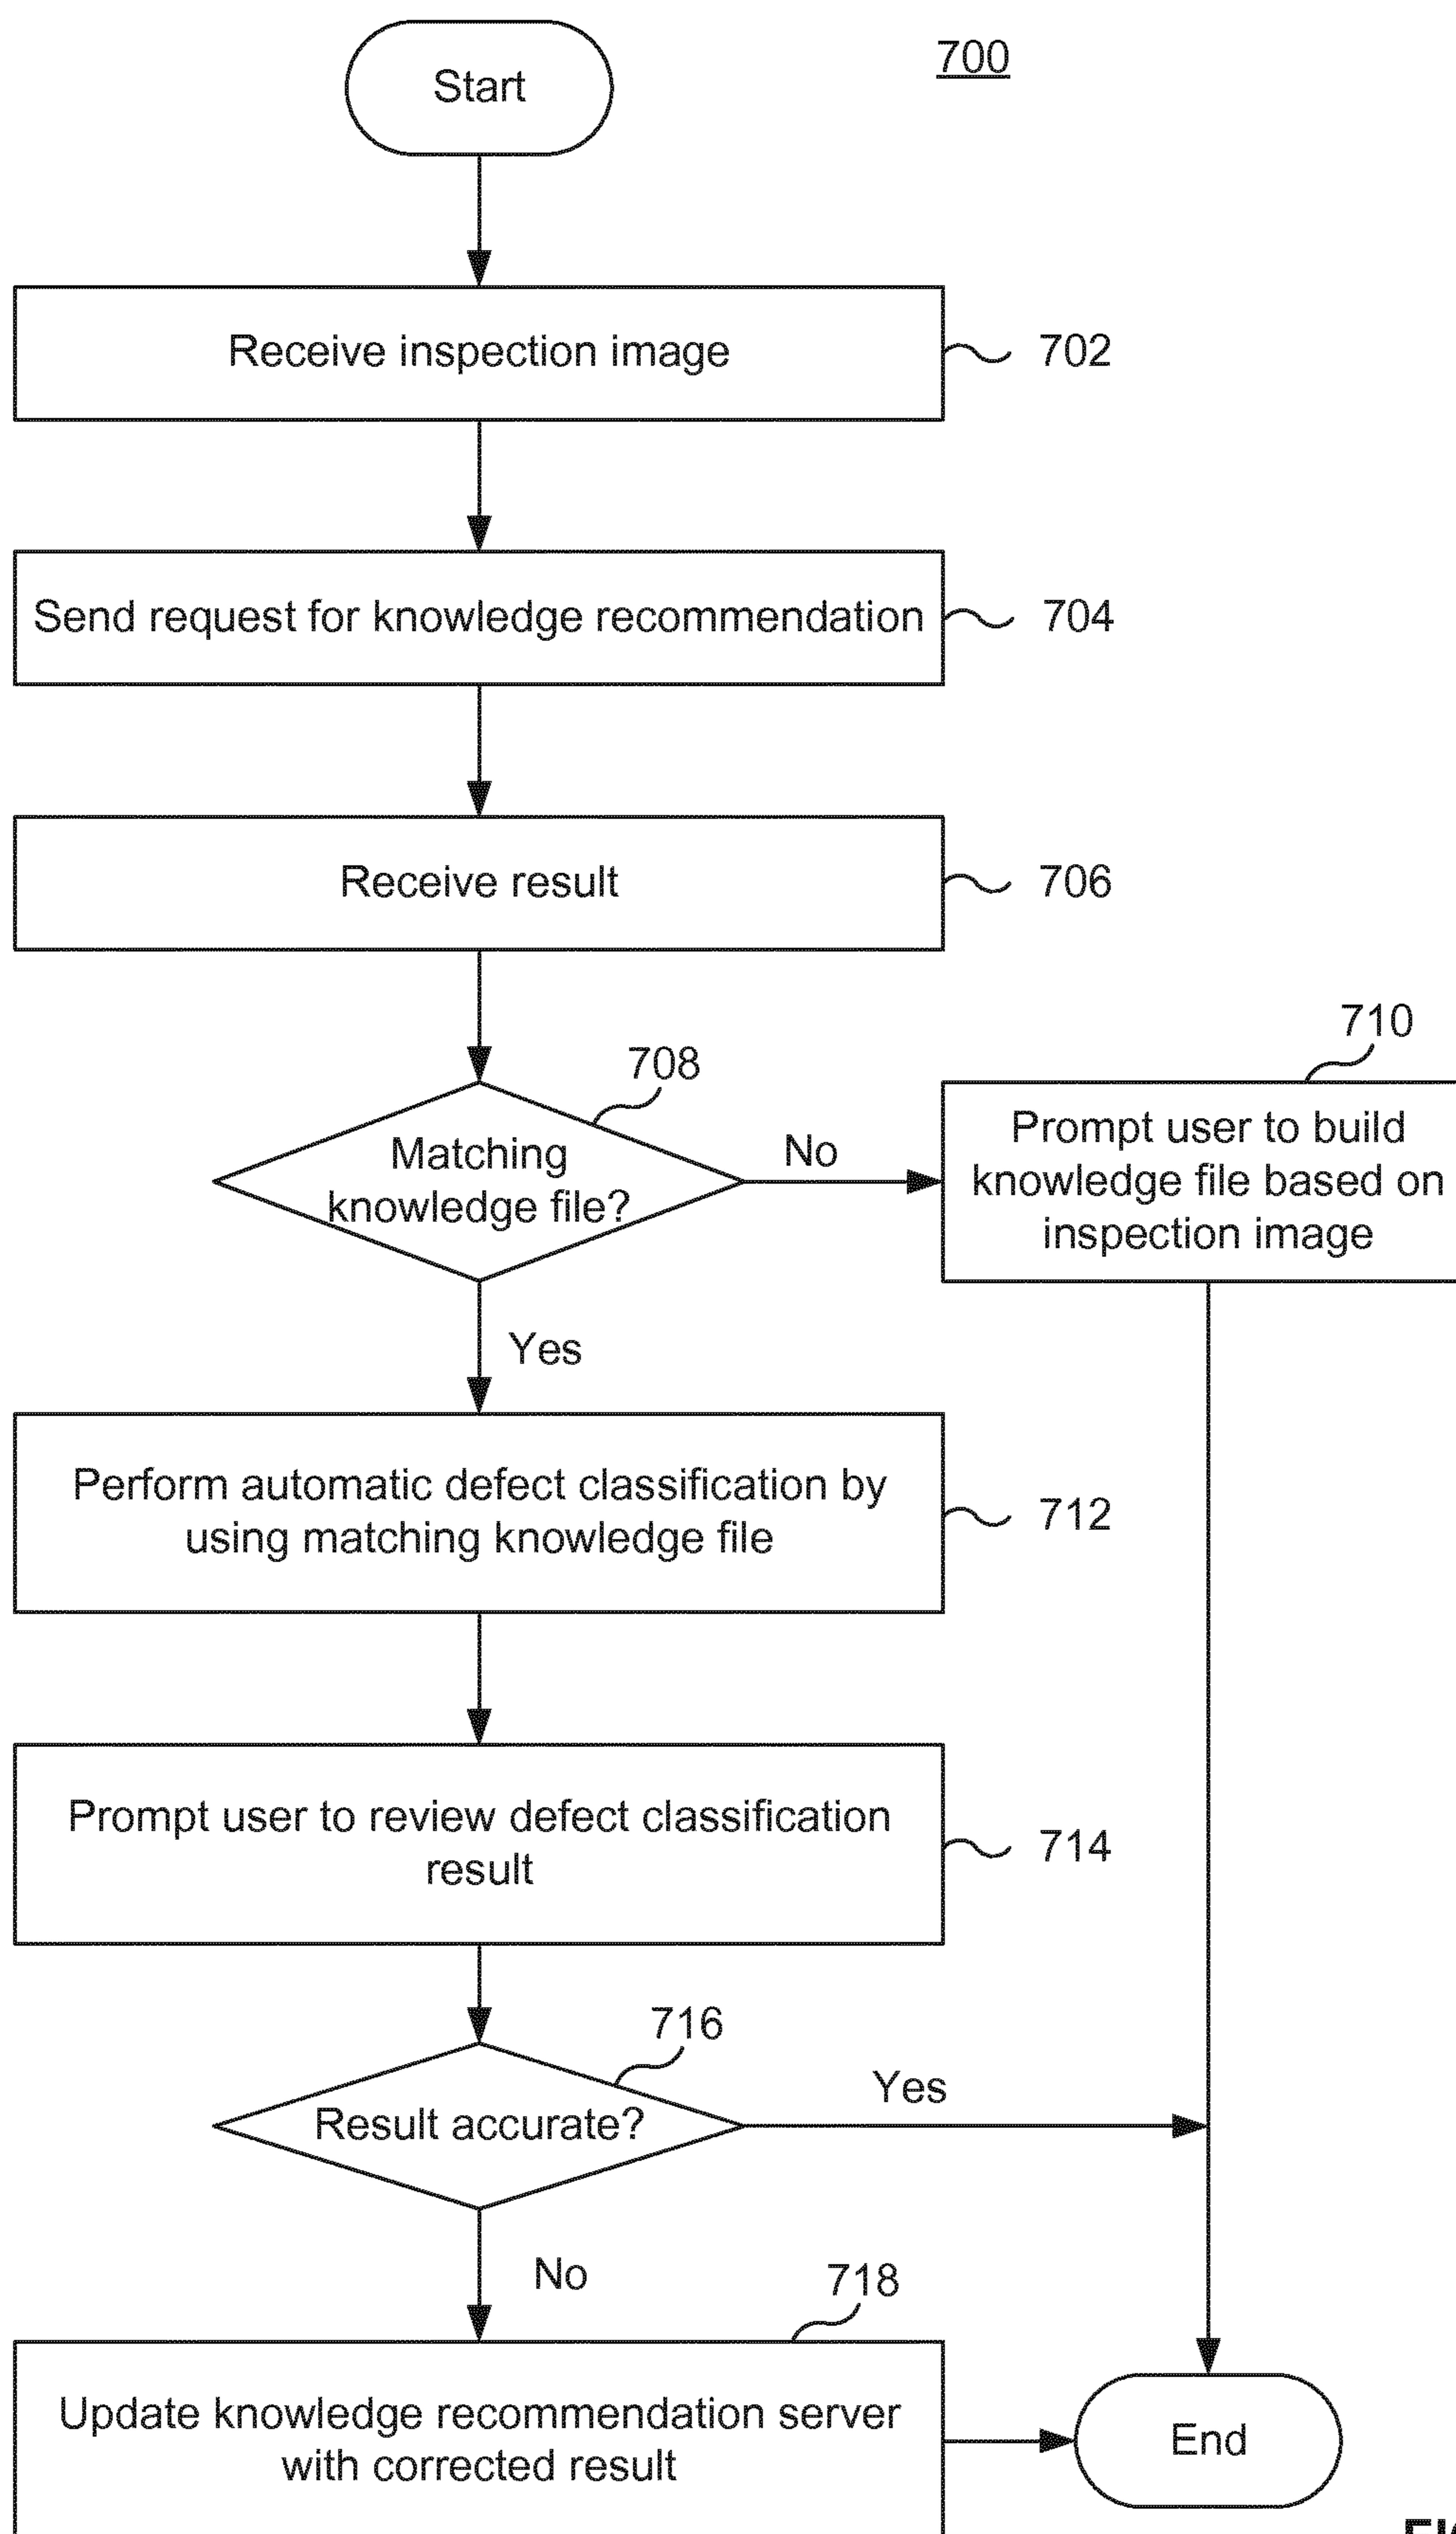 Start
700
Receive inspection image
702
Send request for knowledge recommendation
704
Receive result
706
708
Matching
knowledge file?
No
710
Prompt user to build
knowledge file based on
inspection image
Yes
Perform automatic defect classification by
using matching knowledge file
712
Prompt user to review defect classification
result
714
716
Result accurate?
Yes
No
718
Update knowledge recommendation server
with corrected result
End